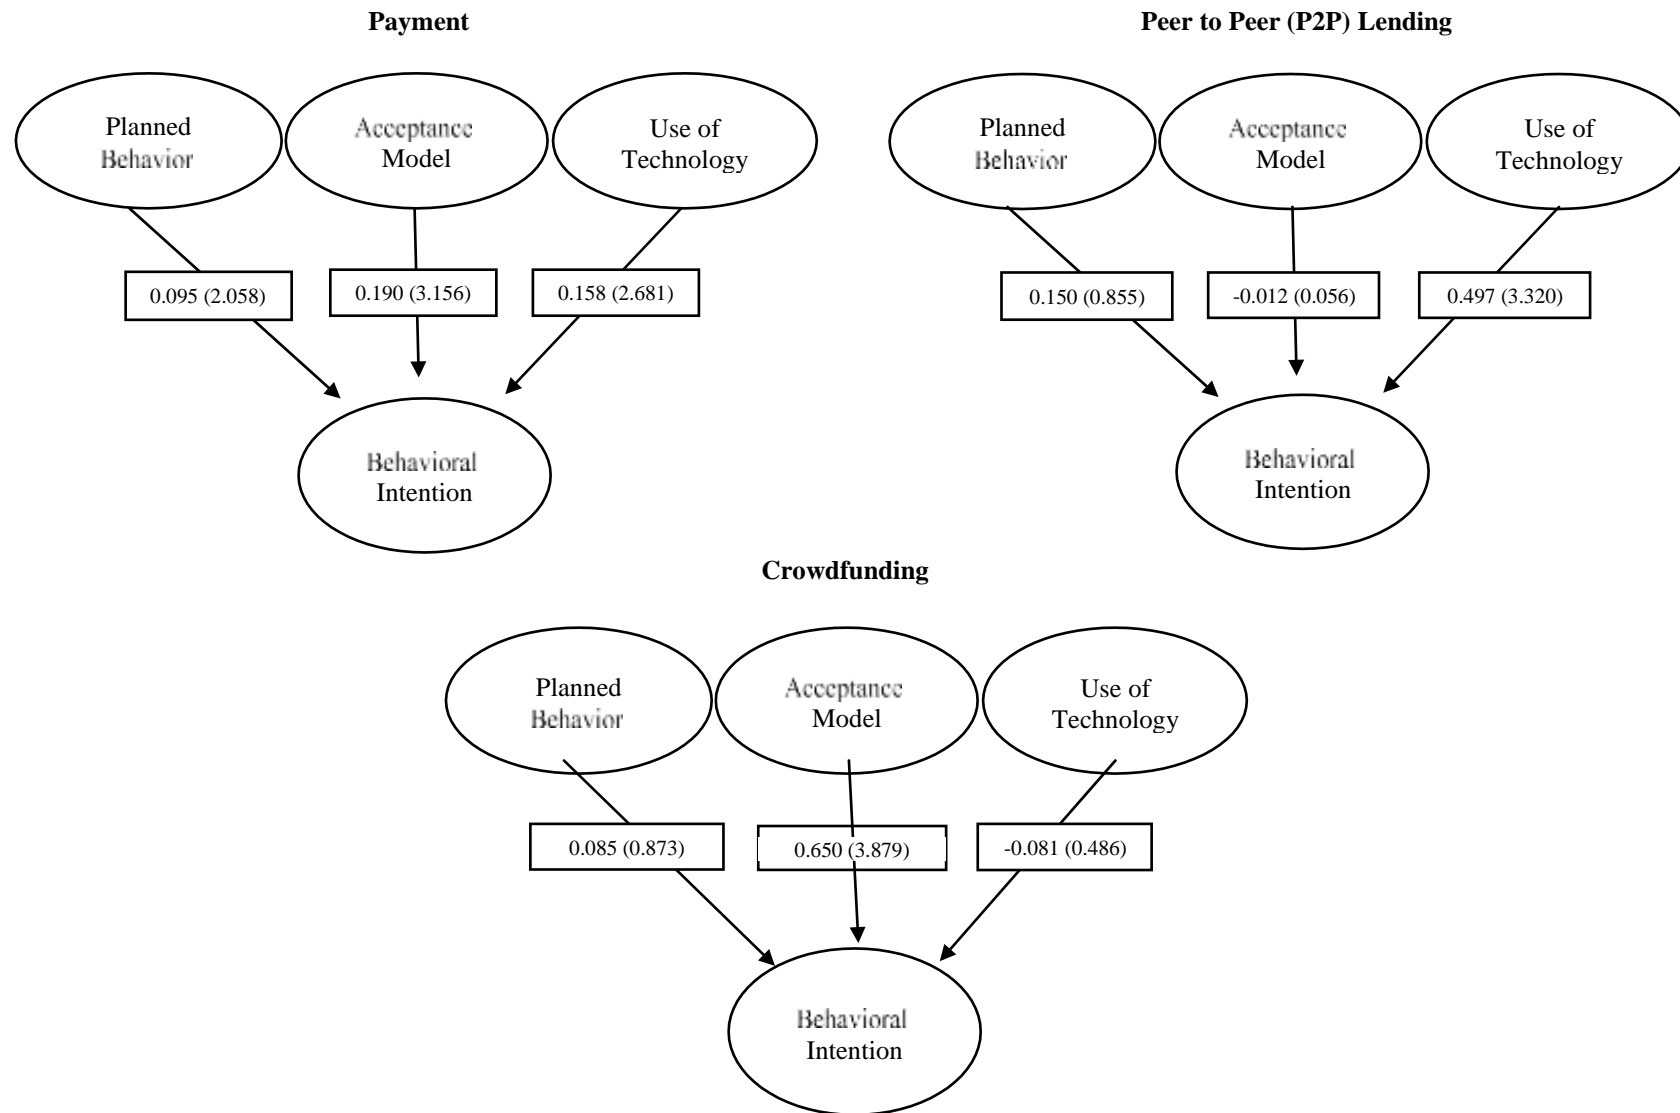 Payment
Planned
Behavior
Acceptance
Model
Use of
Technology
0.095 (2.058)
0.190 (3.156)
0.158 (2.681)
Behavioral
Intention
Peer to Peer (P2P) Lending
Planned
Behavior
Acceptance
Model
Use of
Technology
0.150 (0.855)
-0.012 (0.056)
0.497 (3.320)
Behavioral
Intention
Crowdfunding
Planned
Behavior
Acceptance
Model
Use of
Technology
0.085 (0.873)
0.650 (3.879)
-0.081 (0.486)
Behavioral
Intention